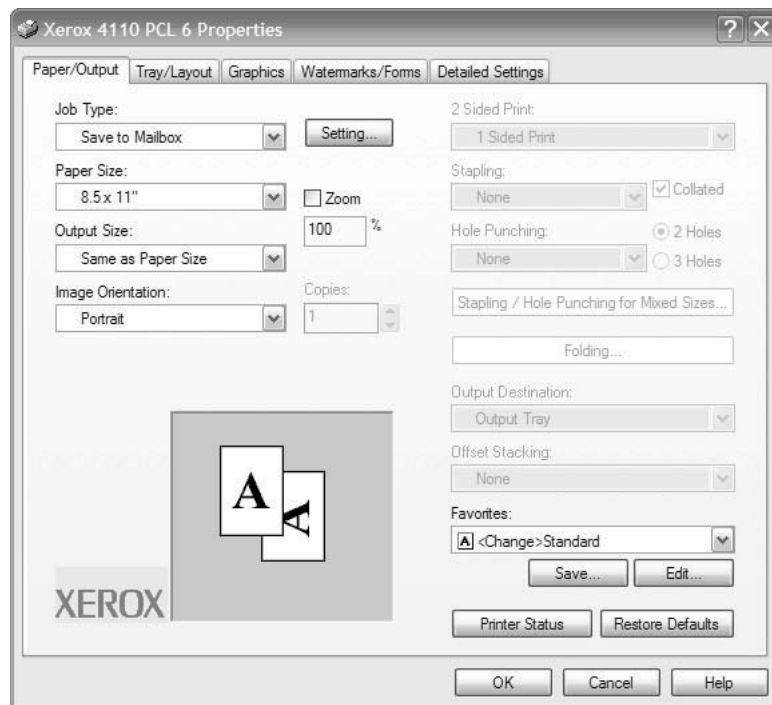 Xerox 4110 PCL 6 Properties
Paper/Output Tray/Layout Graphics Watermarks/Forms Detailed Settings
Job Type:
Save to Mailbox
Setting...
Paper Size:
8.5 x 11"
Zoom
Output Size:
100 %
Same as Paper Size
Image Orientation:
Portrait
Copies:
1
2 Sided Print:
1 Sided Print
Stapling:
None
Collated
Hole Punching:
2 Holes
None
3 Holes
Stapling / Hole Punching for Mixed Sizes...
Folding...
Output Destination:
Output Tray
Offset Stacking:
None
Favorites:
A <Change>Standard
Save... Edit...
A
A
XEROX
Printer Status Restore Defaults
OK Cancel Help